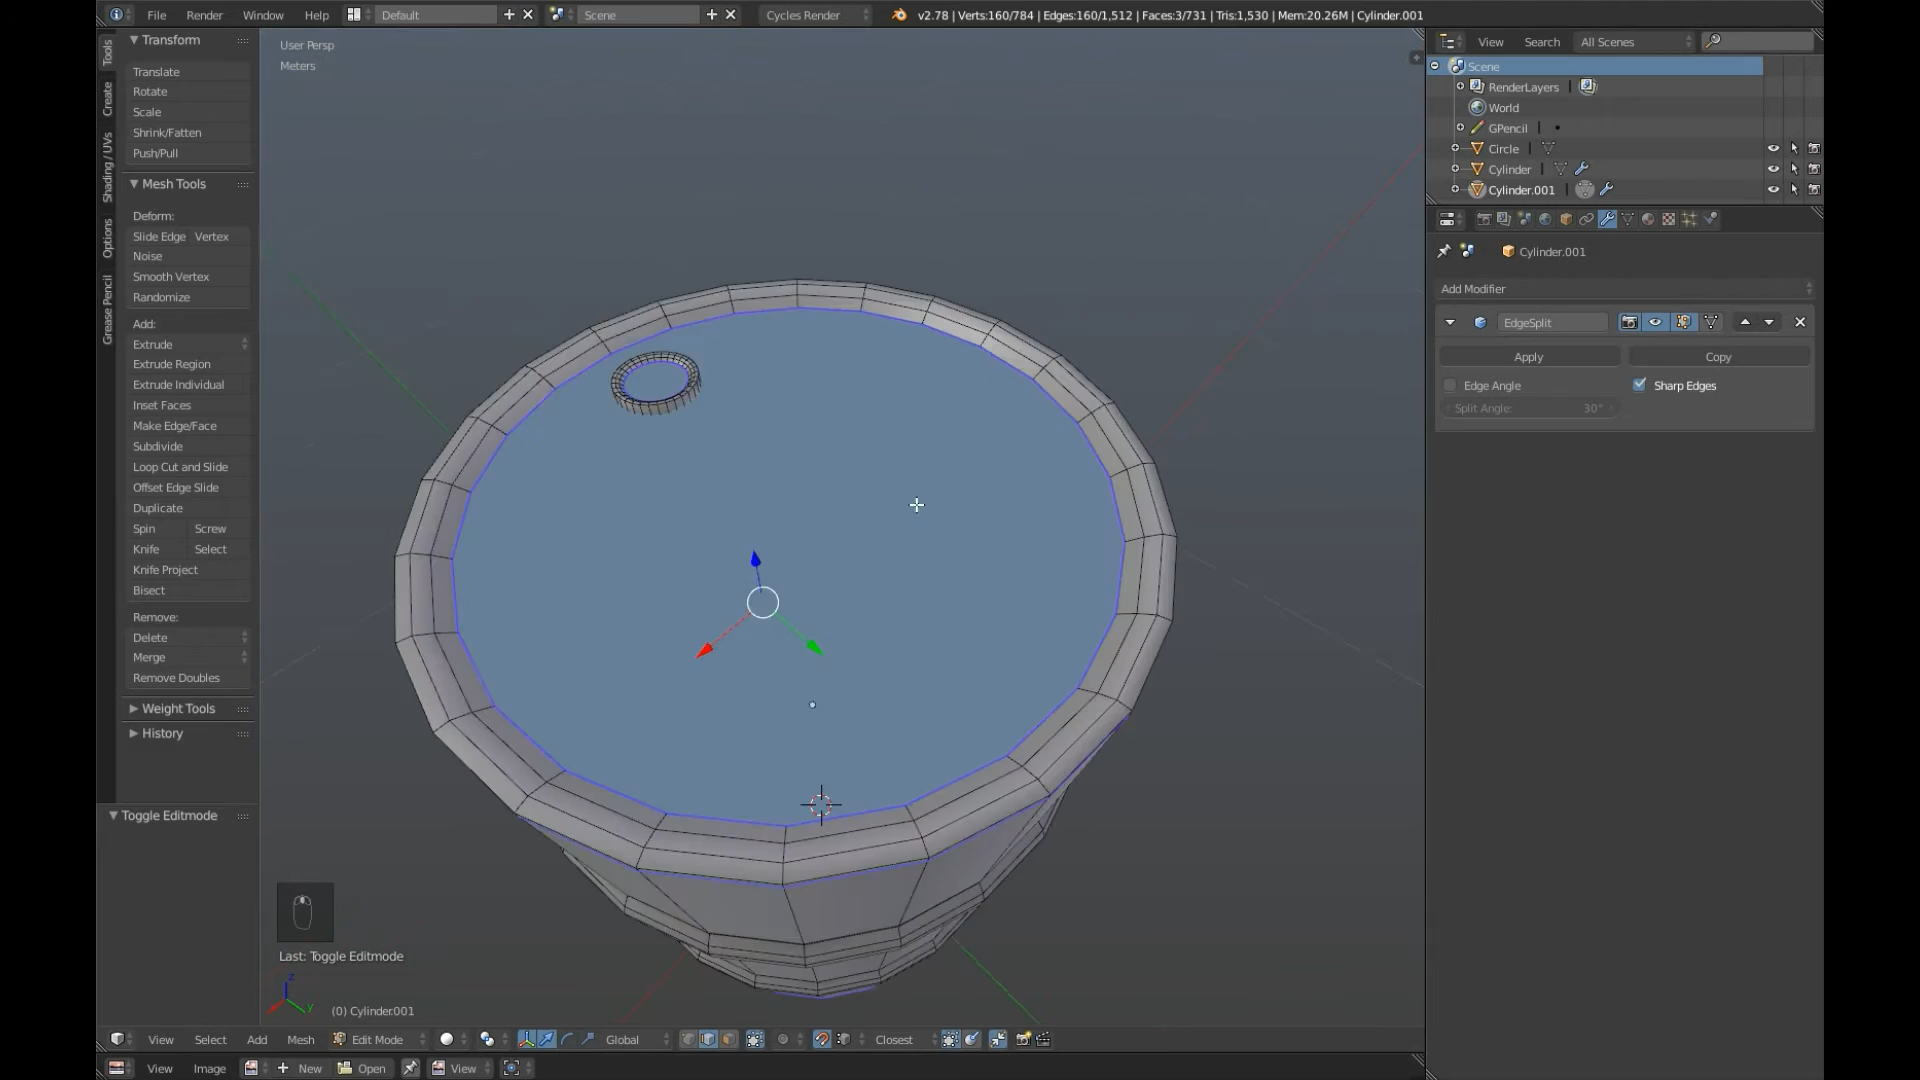 File Render Window Help Default Scene Cycles Render v2.78 | Verts:160/784 | Edges:160/1,512 | Faces:3/731 | Tris:1,530 | Mem:20.26M | Cylinder.001
Tools
Create
Shading / UVs
Options
Grease Pencil
Transform
Translate
Rotate
Scale
Shrink/Fatten
Push/Pull
Mesh Tools
Deform:
Slide Edge Vertex
Noise
Smooth Vertex
Randomize
Add:
Extrude
Extrude Region
Extrude Individual
Inset Faces
Make Edge/Face
Subdivide
Loop Cut and Slide
Offset Edge Slide
Duplicate
Spin Screw
Knife Select
Knife Project
Bisect
Remove:
Delete
Merge
Remove Doubles
Weight Tools
History
Toggle Editmode
User Persp
Meters
Last: Toggle Editmode
z
y
(0) Cylinder.001
View Select Add Mesh Edit Mode Global Closest
View Image New Open View
View Search All Scenes
Scene
RenderLayers |
World
GPencil |
Circle |
Cylinder |
Cylinder.001 |
Cylinder.001
Add Modifier
EdgeSplit
Apply Copy
Edge Angle Sharp Edges
Split Angle: 30°